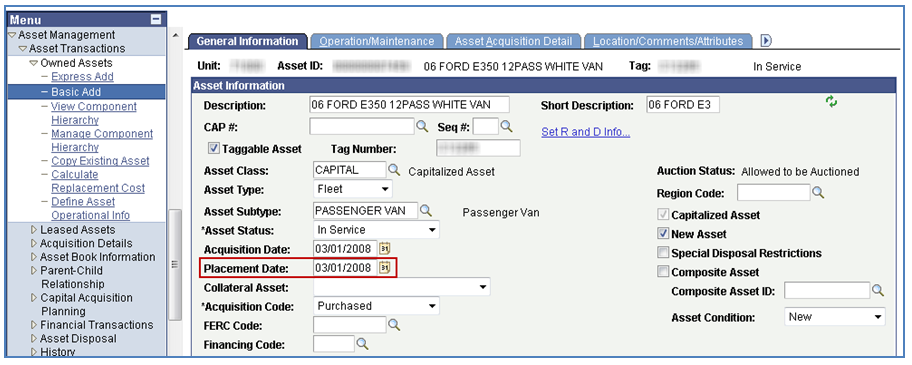 Menu
Asset Management
Asset Transactions
Owned Assets
Express Add
Basic Add
View Component
Hierarchy
Manage Component
Hierarchy
Copy Existing Asset
Calculate
Replacement Cost
Define Asset
Operational Info
Leased Assets
Acquisition Details
Asset Book Information
Parent-Child
Relationship
Capital Acquisition
Planning
Financial Transactions
Asset Disposal
History
General Information Operation/Maintenance Asset Acquisition Detail Location/Comments/Attributes
Unit: Asset ID: 06 FORD E350 12PASS WHITE VAN Tag: In Service
Asset Information
Description: 06 FORD E350 12PASS WHITE VAN Short Description: 06 FORD E3
CAP #: Seq #: Set R and D Info...
Taggable Asset Tag Number:
Asset Class: CAPITAL Capitalized Asset Auction Status: Allowed to be Auctioned
Asset Type: Fleet Region Code:
Asset Subtype: PASSENGER VAN Passenger Van Capitalized Asset
*Asset Status: In Service New Asset
Acquisition Date: 03/01/2008 31 Special Disposal Restrictions
Placement Date: 03/01/2008 31 Composite Asset
Collateral Asset: Composite Asset ID:
*Acquisition Code: Purchased
FERC Code: Asset Condition: New
Financing Code: